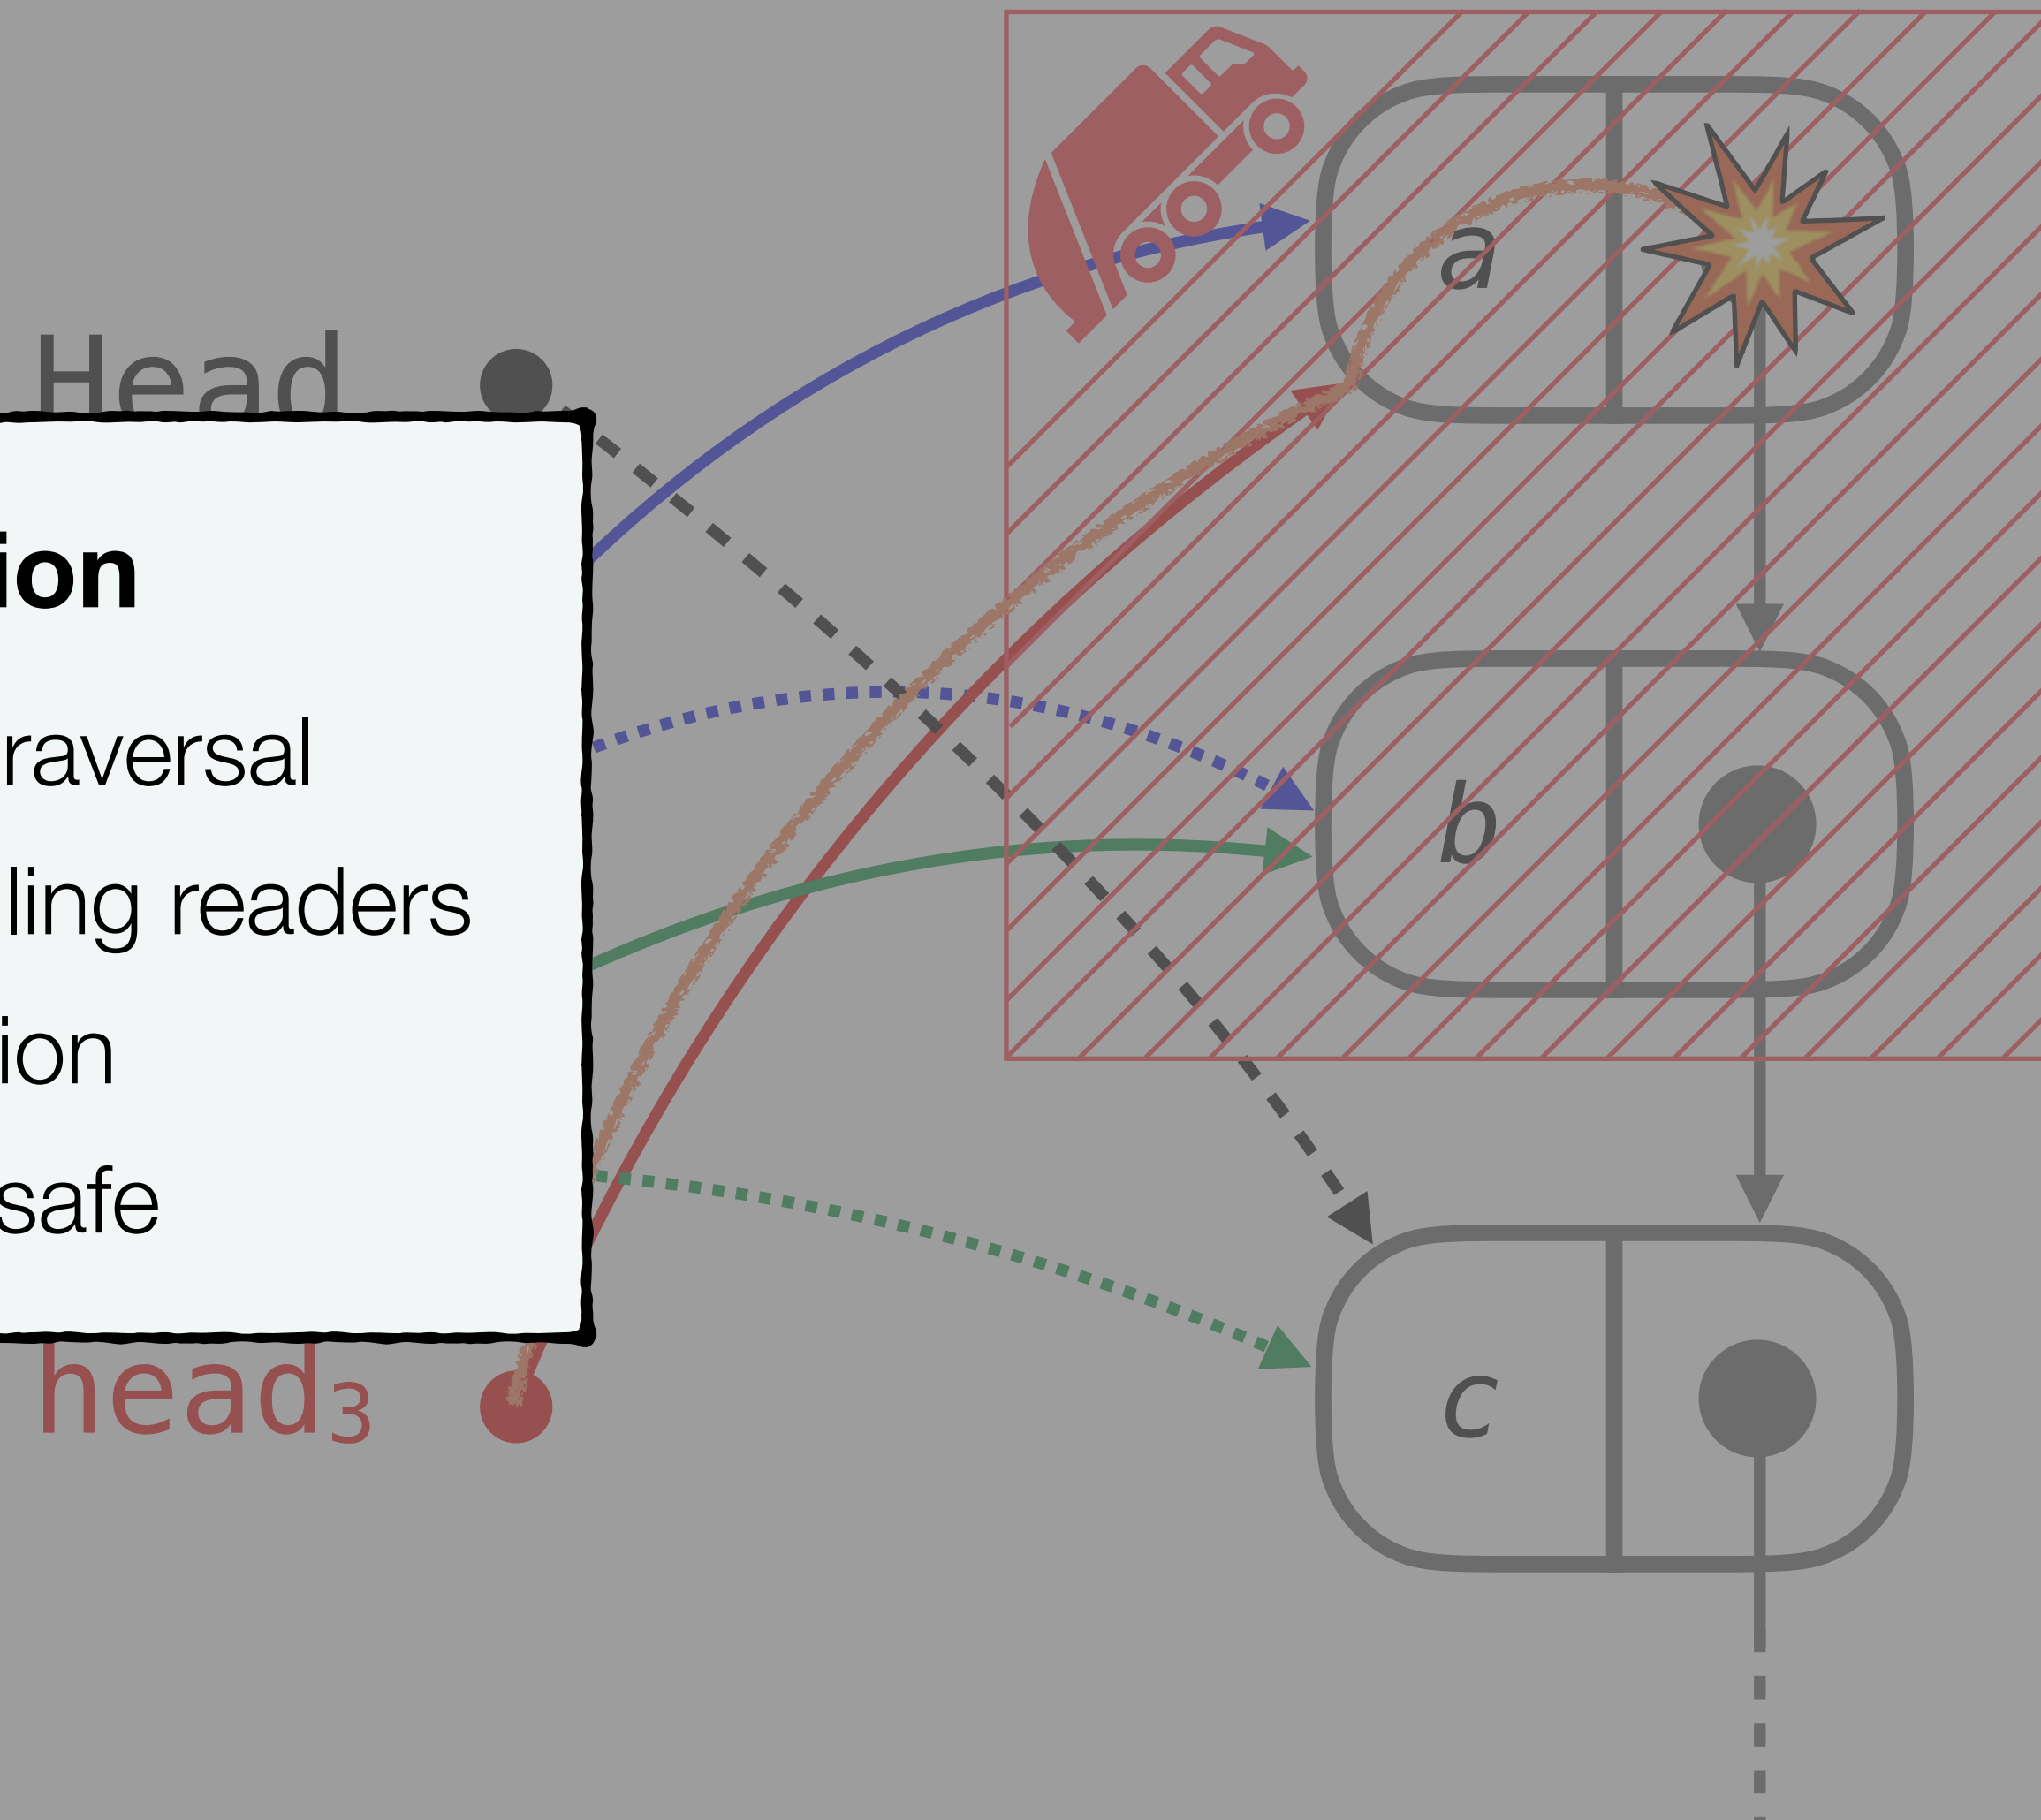 Head
a
ion
raversal
b
ling readers
ion
safe
head₃
c